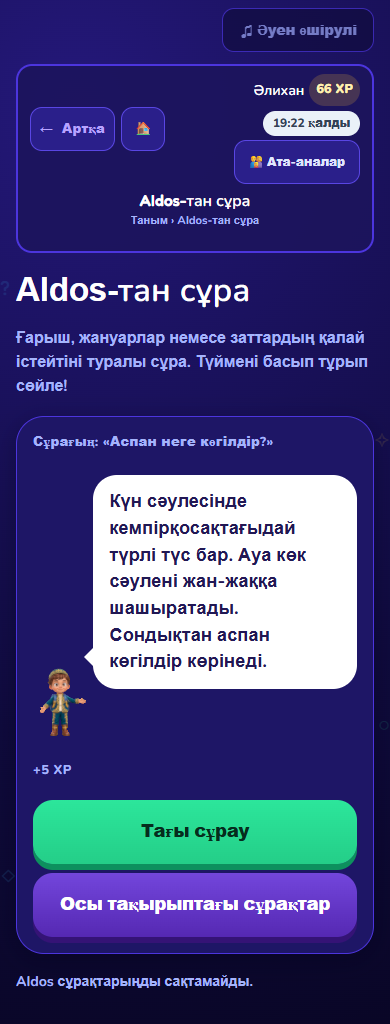 ♫ Әуен өшірулі
Әлихан 66 XP
← Артқа 🏠
19:22 қалды
👨‍👩‍👧 Ата-аналар
Aldos-тан сұра
Таным › Aldos-тан сұра
Aldos-тан сұра
Ғарыш, жануарлар немесе заттардың қалай
істейтіні туралы сұра. Түймені басып тұрып
сөйле!
Сұрағың: «Аспан неге көгілдір?»
Күн сәулесінде
кемпірқосақтағыдай
түрлі түс бар. Ауа көк
сәулені жан-жаққа
шашыратады.
Сондықтан аспан
көгілдір көрінеді.
+5 XP
Тағы сұрау
Осы тақырыптағы сұрақтар
Aldos сұрақтарыңды сақтамайды.